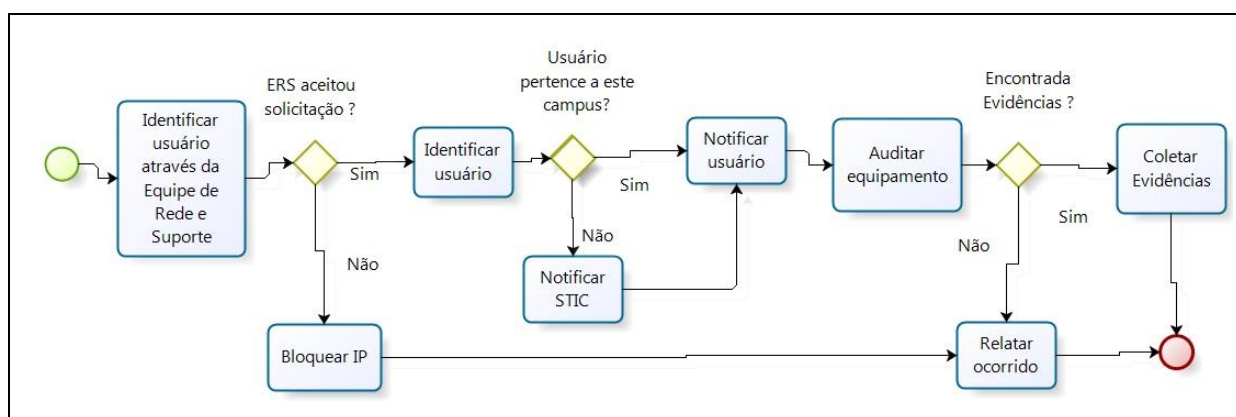 Identificar
usuário
através da
Equipe de
Rede e
Suporte
ERS aceitou
solicitação ?
Sim
Não
Bloquear IP
Identificar
usuário
Usuário
pertence a este
campus?
Sim
Não
Notificar
STIC
Notificar
usuário
Auditar
equipamento
Encontrada
Evidências ?
Sim
Não
Coletar
Evidências
Relatar
ocorrido